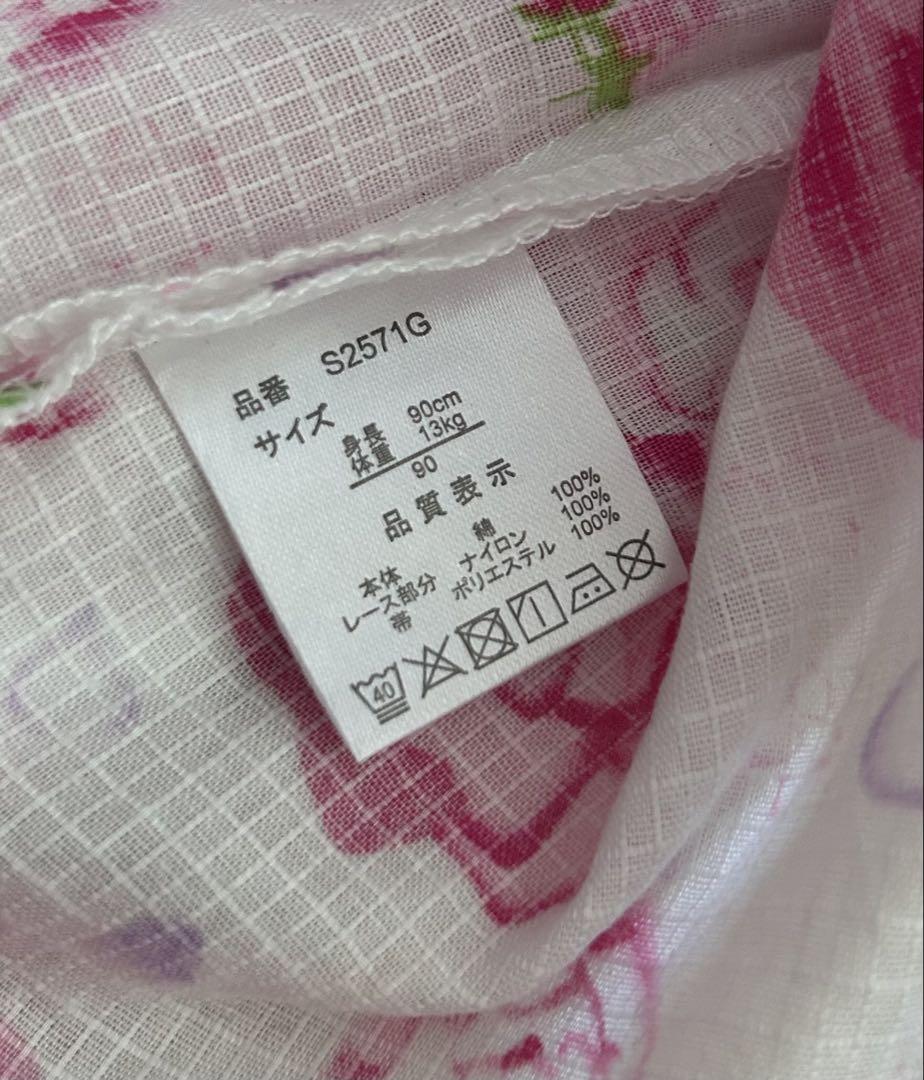 品番 S2571G
サイズ
身長 90cm
体重 13kg
90
品質表示
本体 綿 100%
レース部分 ナイロン 100%
帯 ポリエステル 100%
40